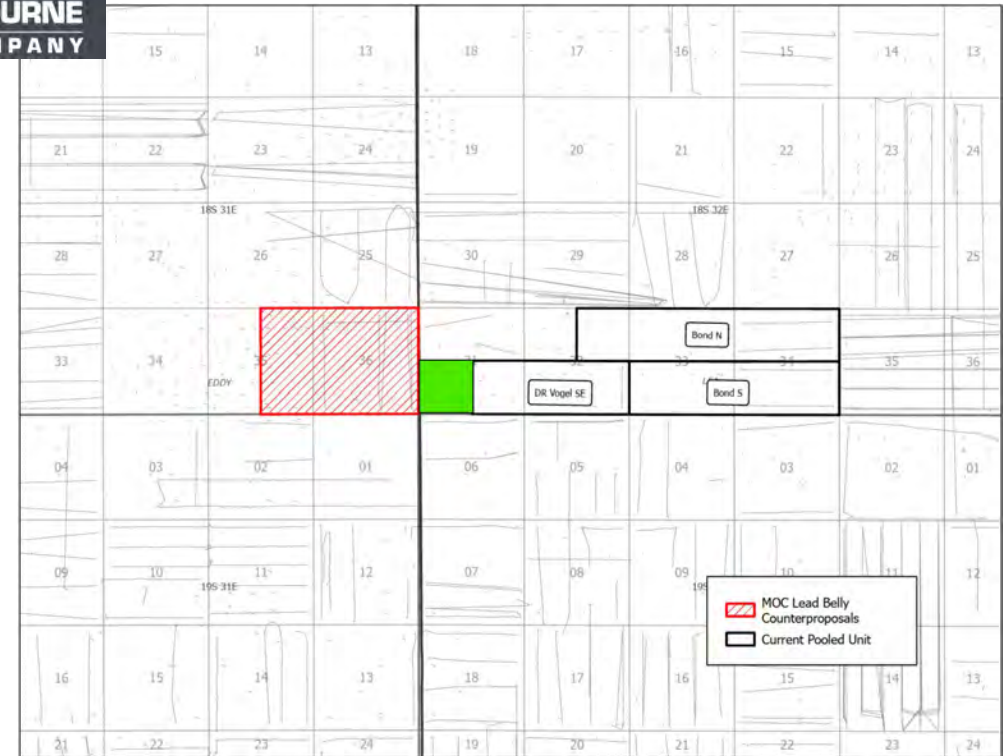 URNE
MPANY
15 14 13 18 17 16 15 14 13
21 22 23 24 19 20 21 22 23 24
18S 31E 18S 32E
28 27 26 25 30 29 28 27 26 25
Bond N
33 34 35 36 31 32 33 34 35 36
EDDY
DR Vogel SE Bond S
04 03 02 01 06 05 04 03 02 01
09 10 11 12 07 08 09 10 11 12
19S 31E 19S
MOC Lead Belly
Counterproposals
Current Pooled Unit
16 15 14 13 18 17 16 15 14 13
21 22 23 24 19 20 21 22 23 24